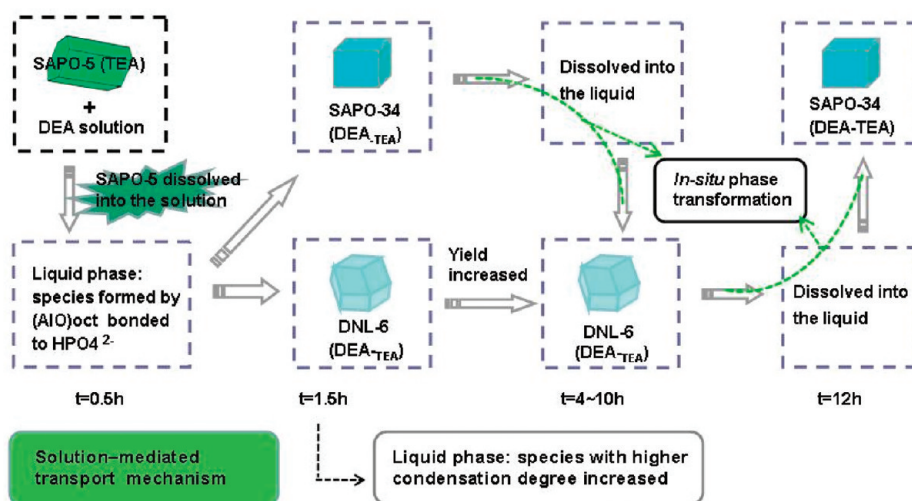 SAPO-5 (TEA)
+
DEA solution
SAPO-5 dissolved
into the solution
Liquid phase:
species formed by
(AlO)oct bonded
to HPO4 2-
t=0.5h
SAPO-34
(DEA-TEA)
DNL-6
(DEA-TEA)
t=1.5h
Yield
increased
Dissolved into
the liquid
In-situ phase
transformation
DNL-6
(DEA-TEA)
t=4~10h
SAPO-34
(DEA-TEA)
Dissolved into
the liquid
t=12h
Solution–mediated
transport mechanism
Liquid phase: species with higher
condensation degree increased